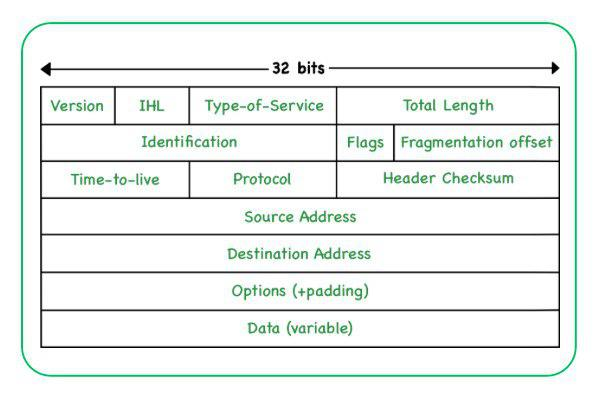 32 bits
Version IHL Type-of-Service Total Length
Identification Flags Fragmentation offset
Time-to-live Protocol Header Checksum
Source Address
Destination Address
Options (+padding)
Data (variable)